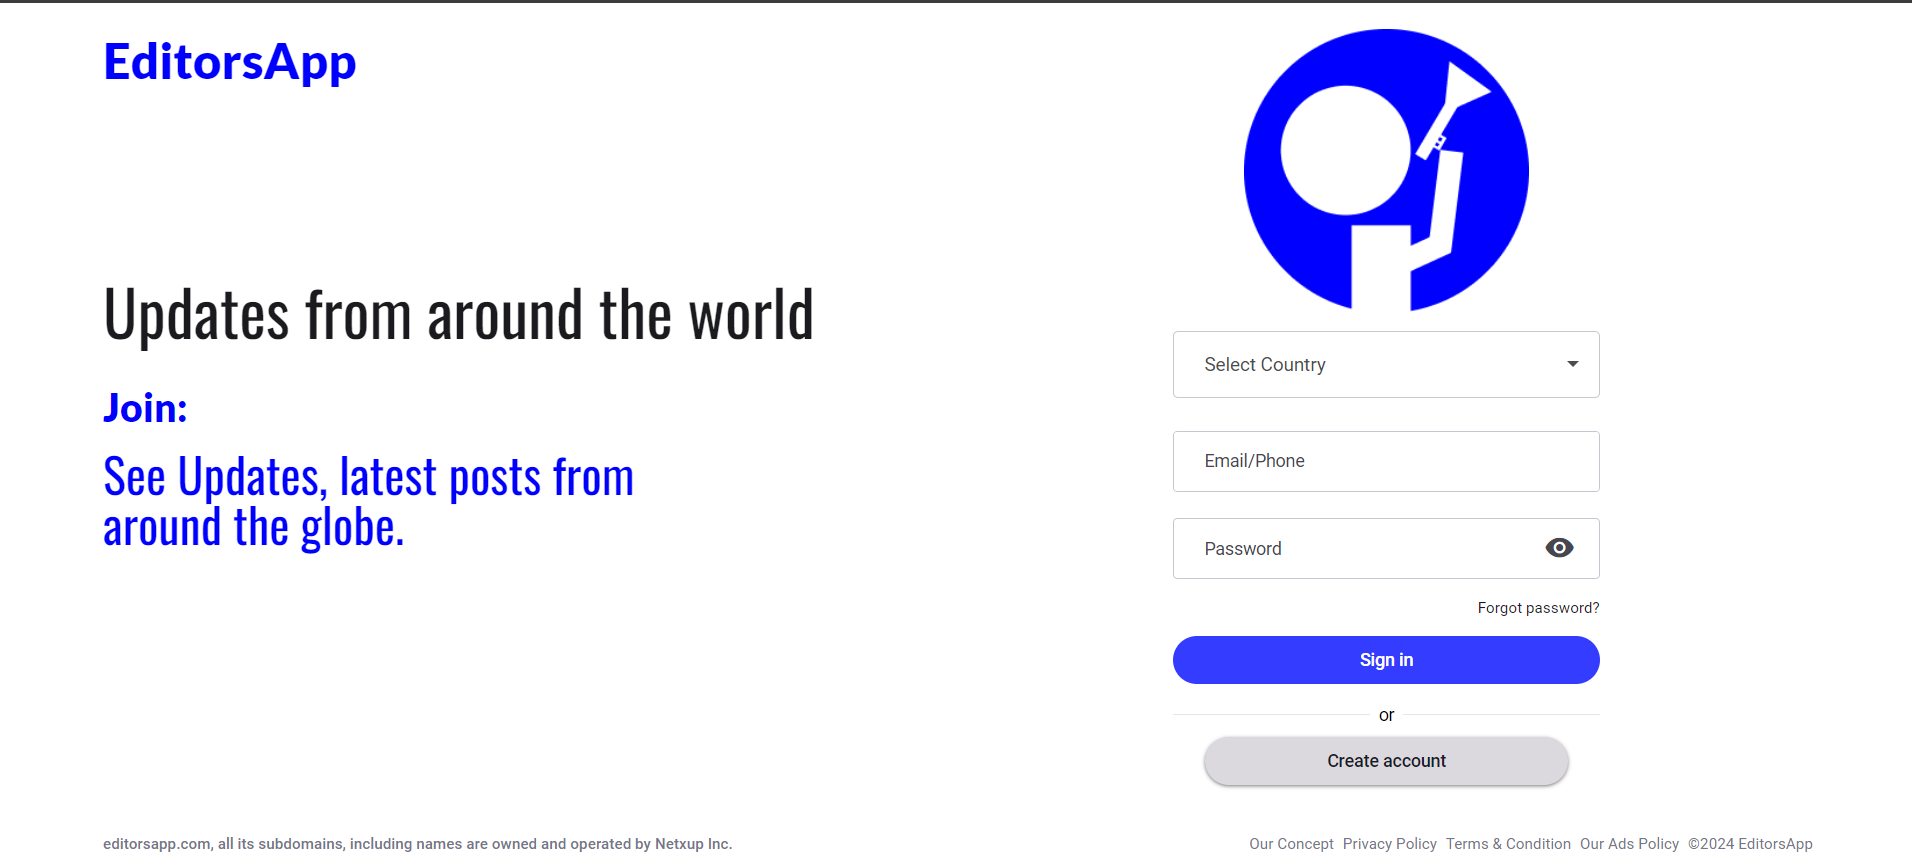 EditorsApp
Updates from around the world
Join:
See Updates, latest posts from
around the globe.
Select Country
Email/Phone
Password
Forgot password?
Sign in
or
Create account
editorsapp.com, all its subdomains, including names are owned and operated by Netxup Inc.
Our Concept Privacy Policy Terms & Condition Our Ads Policy ©2024 EditorsApp